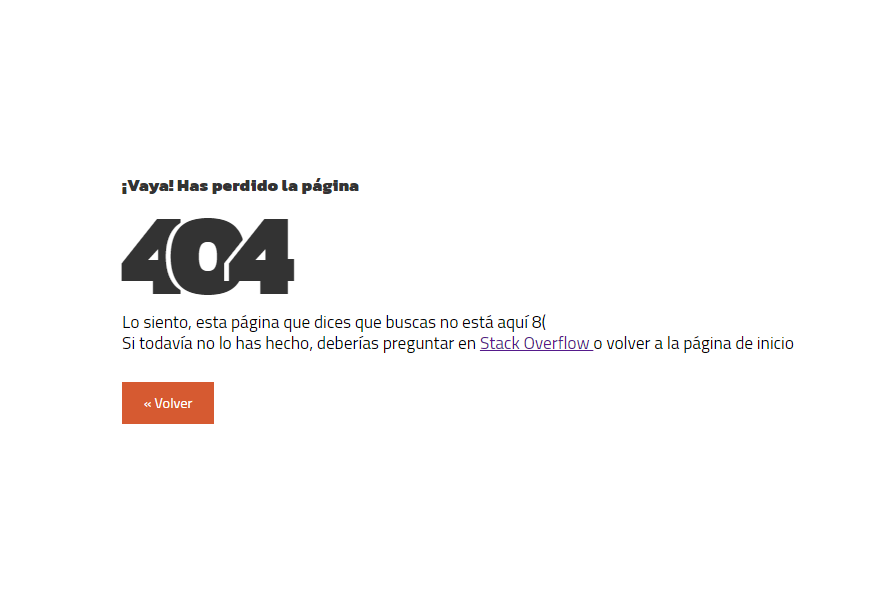 ¡Vaya! Has perdido la página
404
Lo siento, esta página que dices que buscas no está aquí 8(
Si todavía no lo has hecho, deberías preguntar en Stack Overflow o volver a la página de inicio
« Volver